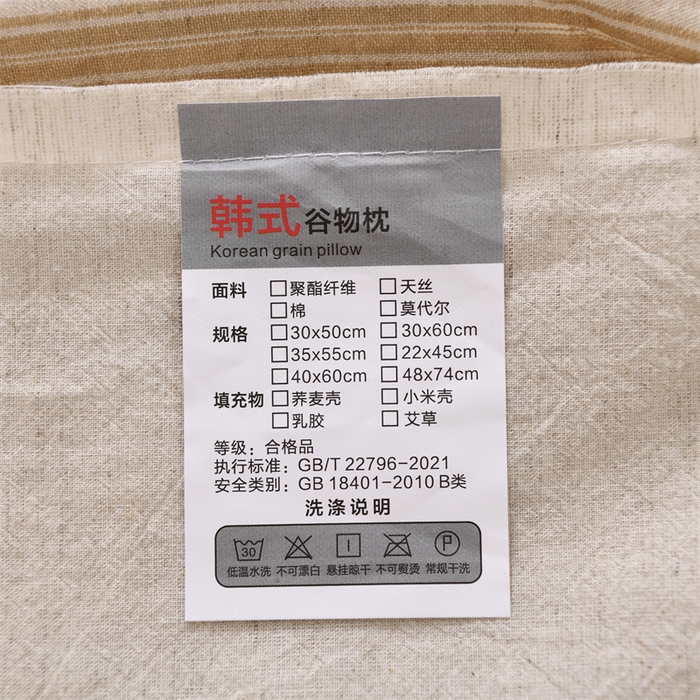 韩式谷物枕
Korean grain pillow
面料 □聚酯纤维 □天丝
□棉 □莫代尔
规格 □30x50cm □30x60cm
□35x55cm □22x45cm
□40x60cm □48x74cm
填充物 □荞麦壳 □小米壳
□乳胶 □艾草
等级：合格品
执行标准：GB/T 22796-2021
安全类别：GB 18401-2010 B类
洗涤说明
30 P
低温水洗 不可漂白 悬挂晾干 不可熨烫 常规干洗